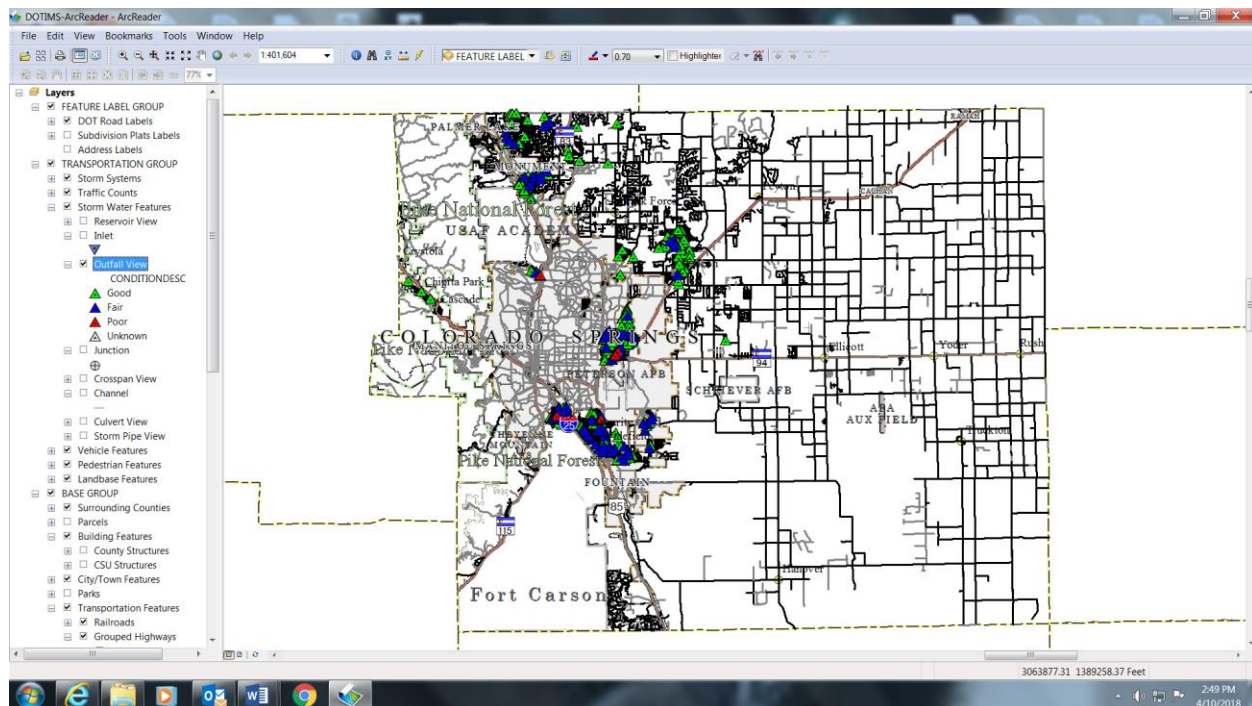 DOTIMS-ArcReader - ArcReader
File Edit View Bookmarks Tools Window Help
1:401,604
FEATURE LABEL
0.70
Highlighter
77%
Layers
FEATURE LABEL GROUP
DOT Road Labels
Subdivision Plats Labels
Address Labels
TRANSPORTATION GROUP
Storm Systems
Traffic Counts
Storm Water Features
Reservoir View
Inlet
Outfall View
CONDITIONDESC
Good
Fair
Poor
Unknown
Junction
Crosspan View
Channel
Culvert View
Storm Pipe View
Vehicle Features
Pedestrian Features
Landbase Features
BASE GROUP
Surrounding Counties
Parcels
Building Features
County Structures
CSU Structures
City/Town Features
Parks
Transportation Features
Railroads
Grouped Highways
PALMER LAKE
83
RAMAH
MONUMENT
CALHAN
Pike National Forest
USAF ACADEMY
Chipita Park
Cascade
COLORADO SPRINGS
MANITOU SPRINGS
94
Ellicott
Yoder
Rush
PETERSON AFB
SCHRIEVER AFB
ASA
AUX FIELD
25
CHEYENNE
MOUNTAIN
Truckton
Pike National Forest
FOUNTAIN
85
115
Hanover
Fort Carson
3063877.31 1389258.37 Feet
2:49 PM
4/10/2018